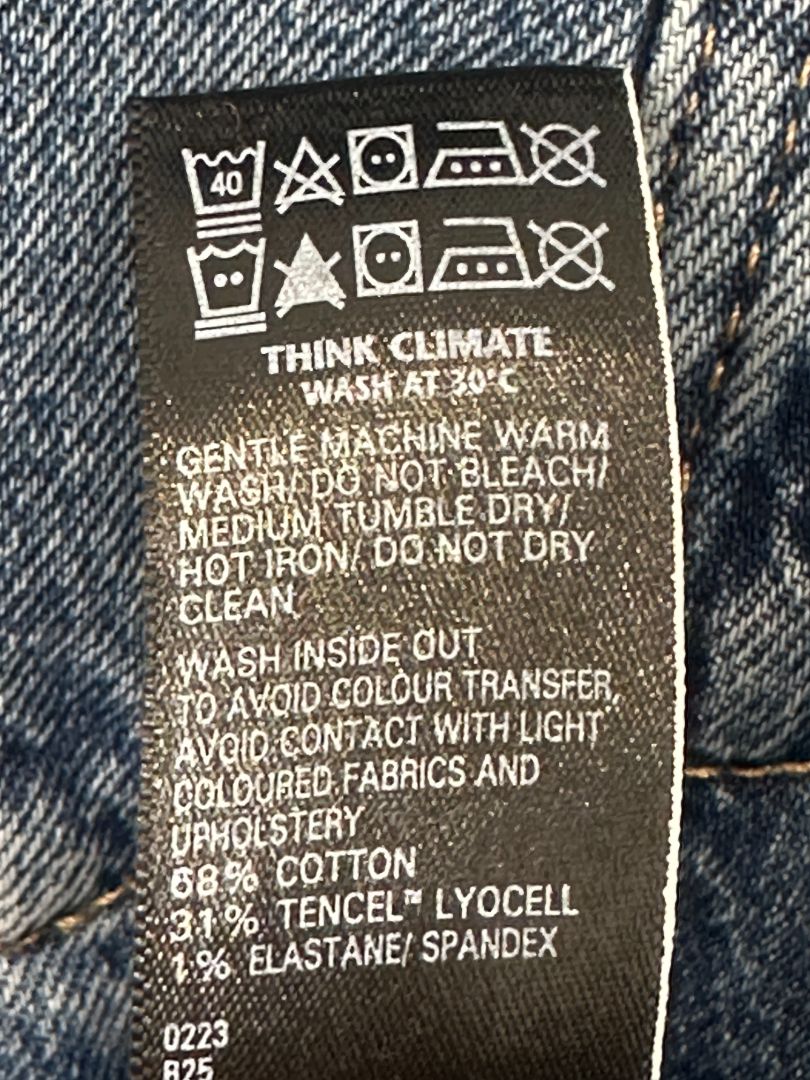 40
THINK CLIMATE
WASH AT 30°C
GENTLE MACHINE WARM
WASH/ DO NOT BLEACH/
MEDIUM TUMBLE DRY/
HOT IRON/ DO NOT DRY
CLEAN
WASH INSIDE OUT
TO AVOID COLOUR TRANSFER,
AVOID CONTACT WITH LIGHT
COLOURED FABRICS AND
UPHOLSTERY
68% COTTON
31% TENCEL™ LYOCELL
1% ELASTANE/ SPANDEX
0223
B25